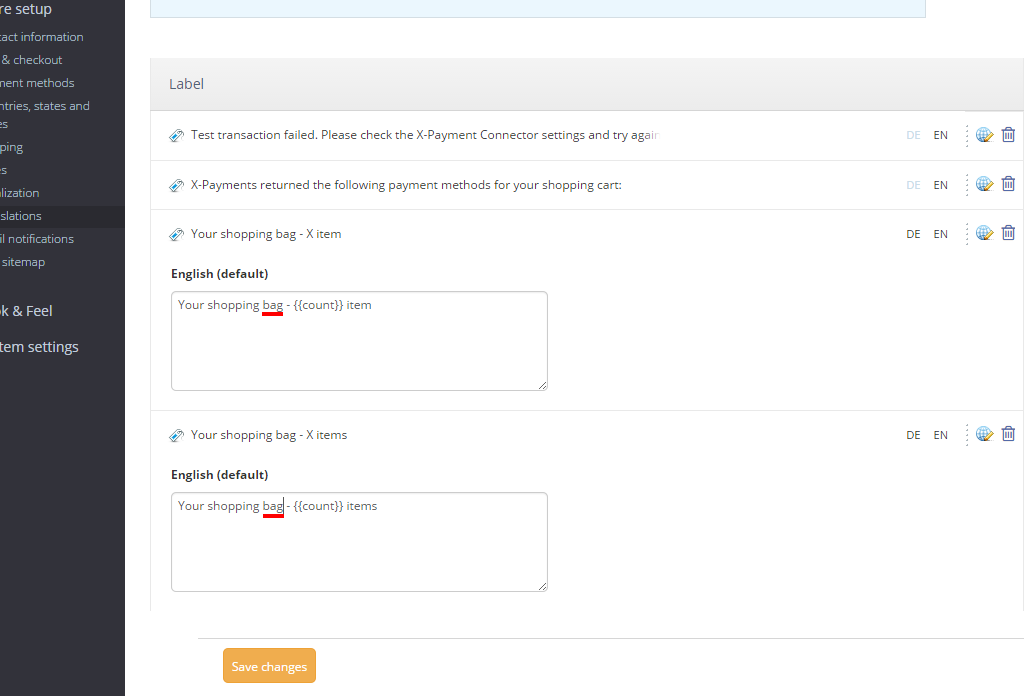 re setup
tact information
& checkout
ment methods
ntries, states and
es
ping
es
lization
slations
il notifications
sitemap
k & Feel
tem settings
Label
Test transaction failed. Please check the X-Payment Connector settings and try again
DE EN
X-Payments returned the following payment methods for your shopping cart:
DE EN
Your shopping bag - X item
DE EN
English (default)
Your shopping bag - {{count}} item
Your shopping bag - X items
DE EN
English (default)
Your shopping bag - {{count}} items
Save changes